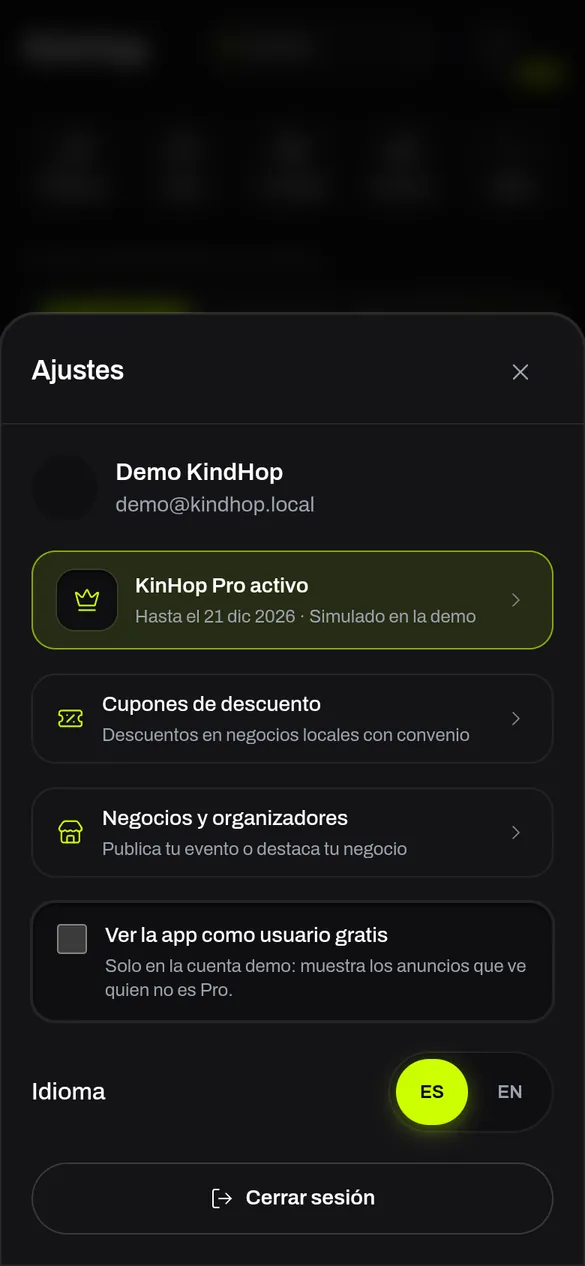 Ajustes
Demo KindHop
demo@kindhop.local
KinHop Pro activo
Hasta el 21 dic 2026 · Simulado en la demo
Cupones de descuento
Descuentos en negocios locales con convenio
Negocios y organizadores
Publica tu evento o destaca tu negocio
Ver la app como usuario gratis
Solo en la cuenta demo: muestra los anuncios que ve
quien no es Pro.
Idioma
ES
EN
Cerrar sesión